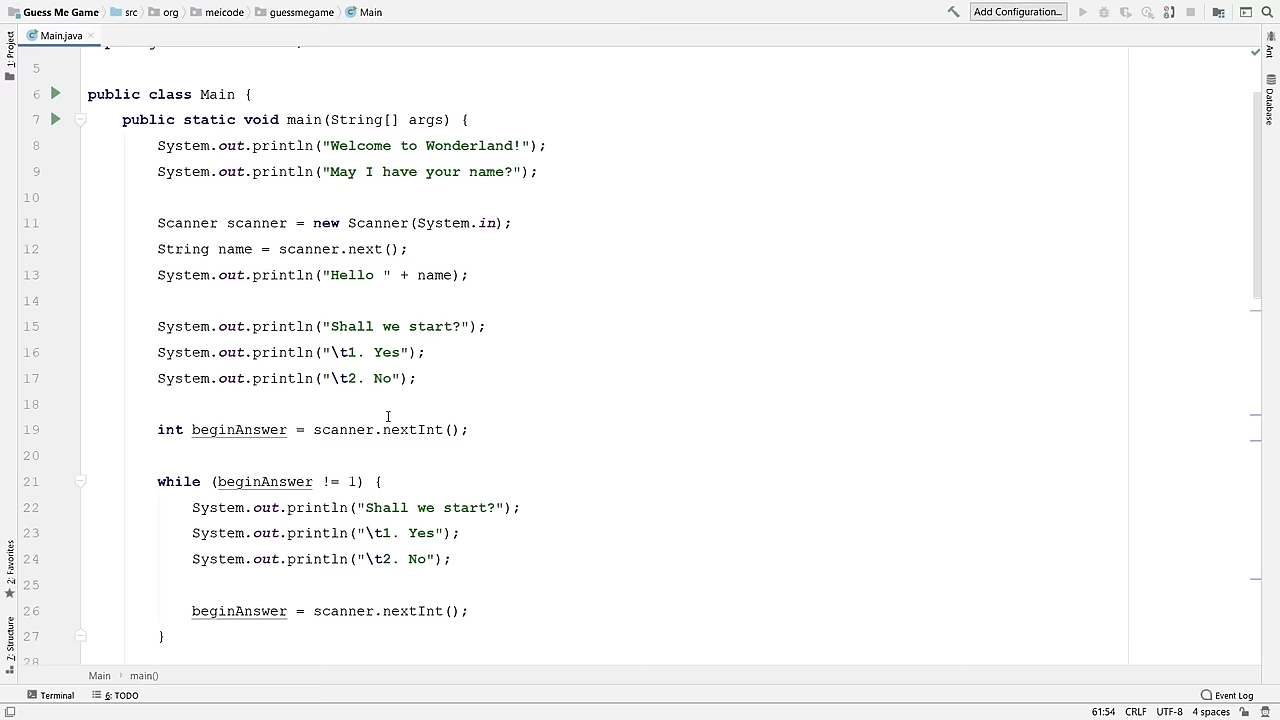 Guess Me Game src org meicode guessmegame Main Add Configuration...
Main.java
1: Project
Ant
Database
5
6 public class Main {
7 public static void main(String[] args) {
8 System.out.println("Welcome to Wonderland!");
9 System.out.println("May I have your name?");
10
11 Scanner scanner = new Scanner(System.in);
12 String name = scanner.next();
13 System.out.println("Hello " + name);
14
15 System.out.println("Shall we start?");
16 System.out.println("\t1. Yes");
17 System.out.println("\t2. No");
18
19 int beginAnswer = scanner.nextInt();
20
21 while (beginAnswer != 1) {
22 System.out.println("Shall we start?");
23 System.out.println("\t1. Yes");
24 System.out.println("\t2. No");
25
26 beginAnswer = scanner.nextInt();
27 }
28
2: Favorites
7: Structure
Main main()
Terminal 6: TODO Event Log
61:54 CRLF UTF-8 4 spaces